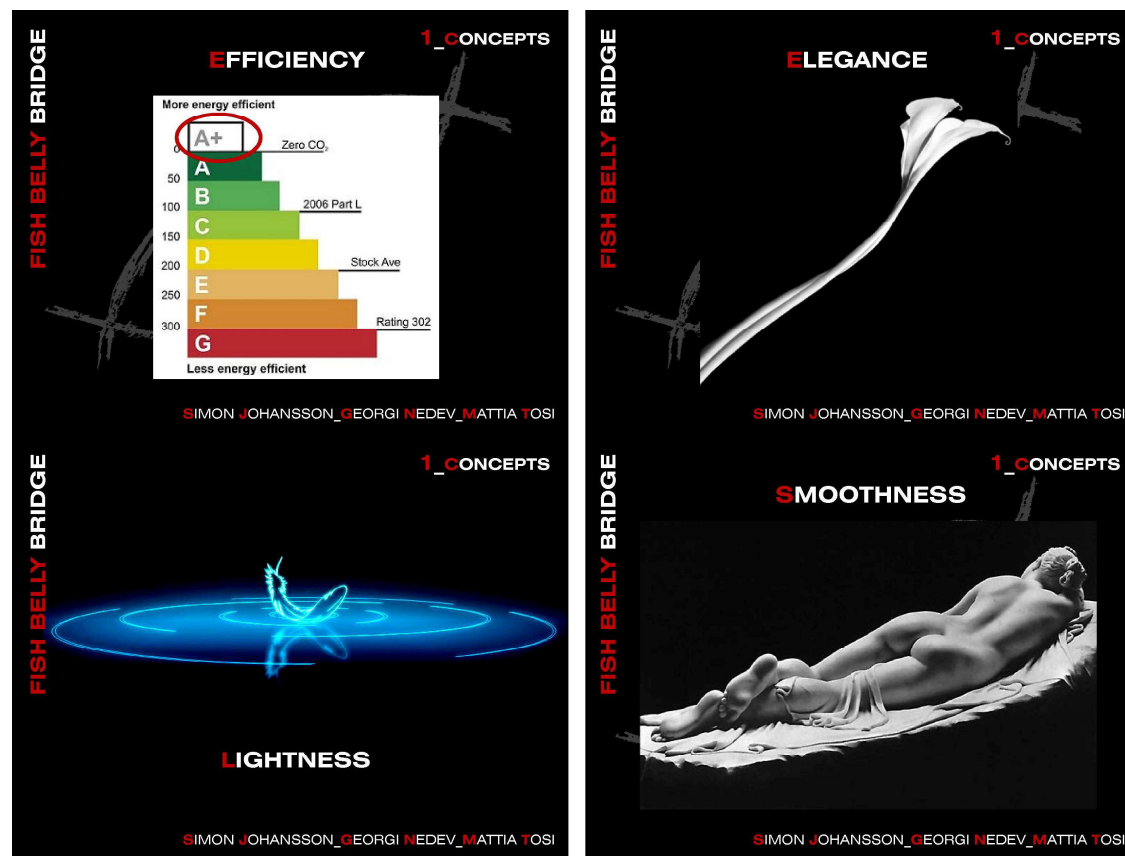 1_CONCEPTS
EFFICIENCY
FISH BELLY BRIDGE
More energy efficient
A+
0
Zero CO₂
A
50
B
100
2006 Part L
C
150
D
200
Stock Ave
E
250
F
300
Rating 302
G
Less energy efficient
SIMON JOHANSSON_GEORGI NEDEV_MATTIA TOSI
1_CONCEPTS
ELEGANCE
FISH BELLY BRIDGE
SIMON JOHANSSON_GEORGI NEDEV_MATTIA TOSI
1_CONCEPTS
FISH BELLY BRIDGE
LIGHTNESS
SIMON JOHANSSON_GEORGI NEDEV_MATTIA TOSI
1_CONCEPTS
SMOOTHNESS
FISH BELLY BRIDGE
SIMON JOHANSSON_GEORGI NEDEV_MATTIA TOSI